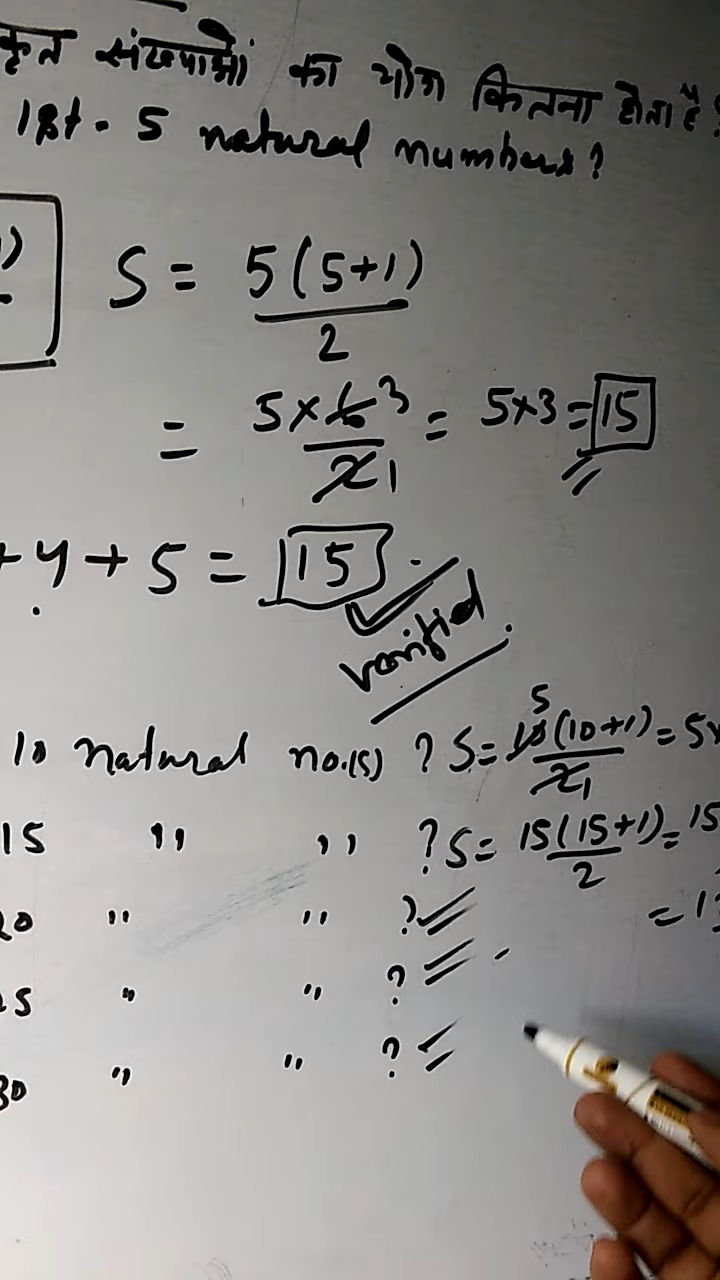 संख्याओं का योग कितना होता है?
1st. 5 natural numbers?
S = 5(5+1)
2
= 5×6 3 = 5×3 = 15
2 1
+ 4 + 5 = 15
verified
10 natural no.(s) ? S = 10 5 (10+1) = 5×
2 1
15 " " ? S = 15(15+1) = 15
2
20 " " ? = 12
25 " " ?
30 " " ?